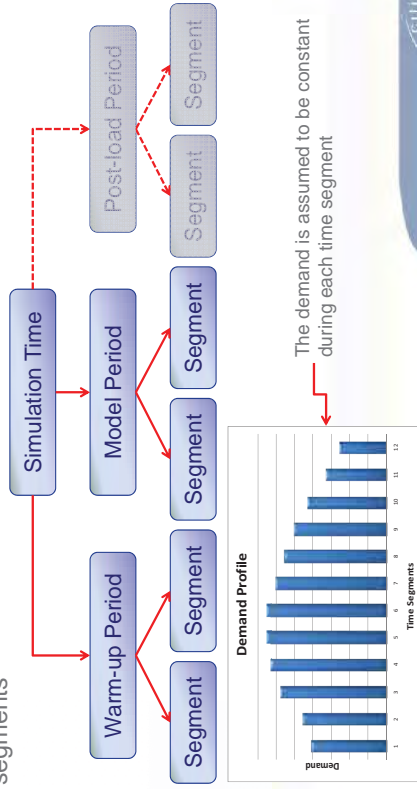 segments
Simulation Time
Warm-up Period
Model Period
Post-load Period
Segment
Segment
Segment
Segment
Segment
Segment
Demand Profile
Demand
1 2 3 4 5 6 7 8 9 10 11 12
Time Segments
The demand is assumed to be constant
during each time segment